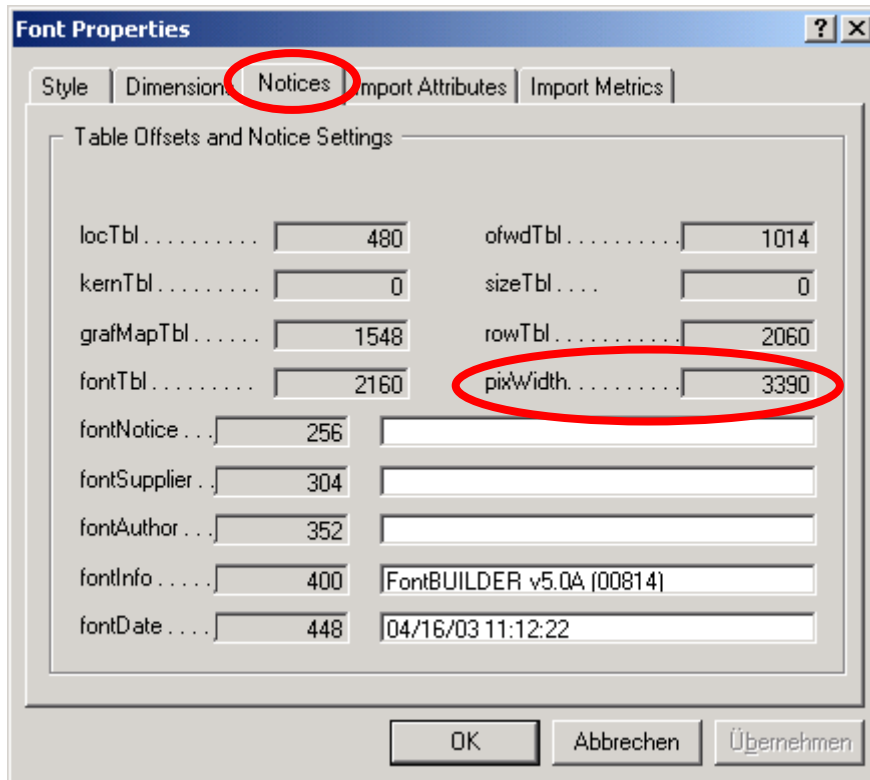 Font Properties ? ×
Style Dimensions Notices Import Attributes Import Metrics
Table Offsets and Notice Settings
locTbl . . . . . . . . . . 480 ofwdTbl . . . . . . . . . . 1014
kernTbl . . . . . . . . . 0 sizeTbl . . . . 0
grafMapTbl . . . . . . 1548 rowTbl . . . . . . . . . . . 2060
fontTbl . . . . . . . . . 2160 pixWidth. . . . . . . . . . 3390
fontNotice . . . 256
fontSupplier . . 304
fontAuthor . . . 352
fontInfo . . . . . 400 FontBUILDER v5.0A (00814)
fontDate . . . . 448 04/16/03 11:12:22
OK Abbrechen Übernehmen